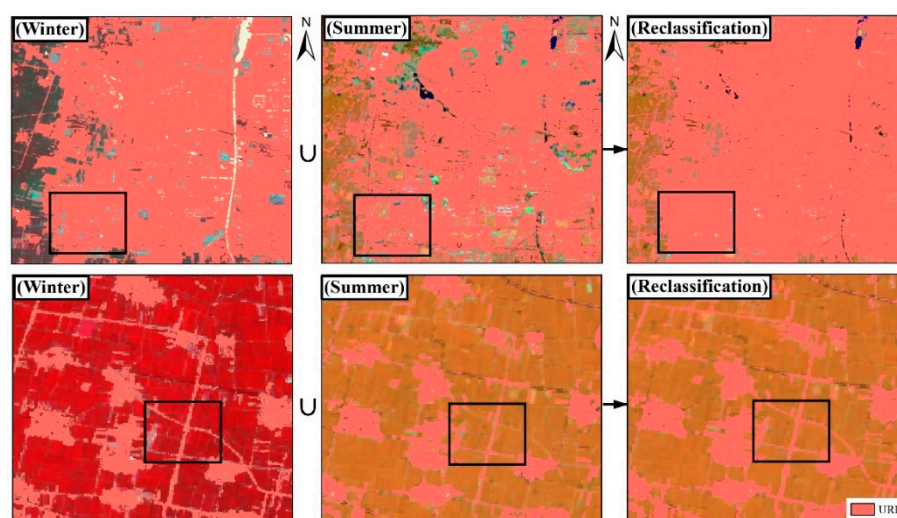 (Winter)
N
(Summer)
N
(Reclassification)
(Winter)
(Summer)
(Reclassification)